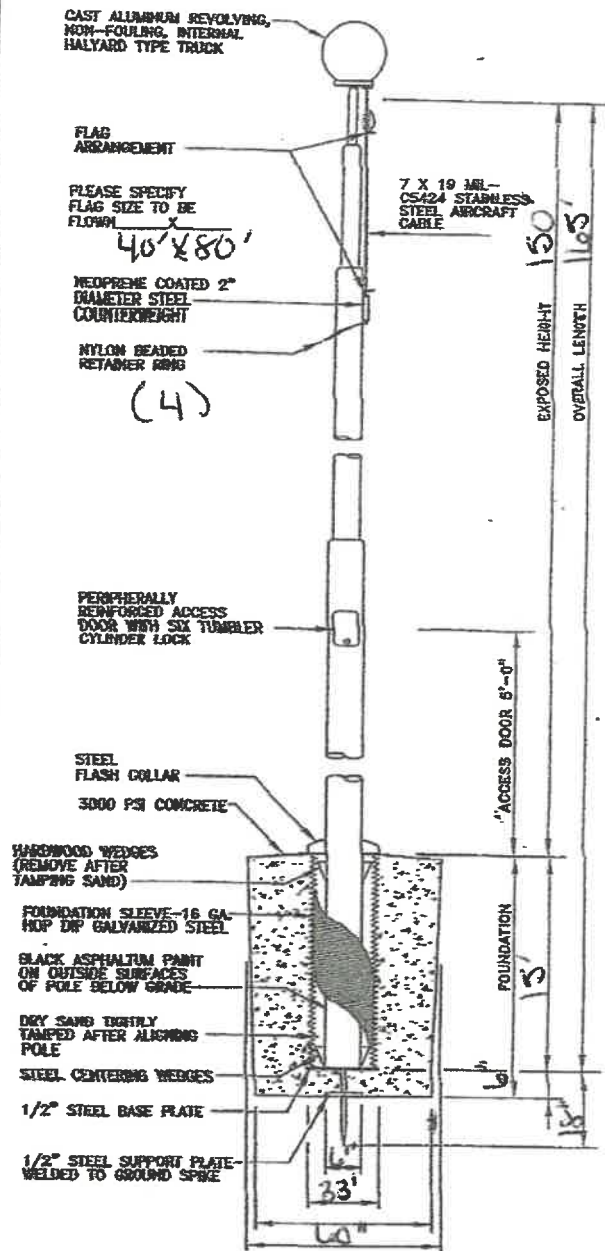 CAST ALUMINUM REVOLVING,
NON-FOULING, INTERNAL
HALYARD TYPE TRUCK
FLAG
ARRANGEMENT
7 X 19 MIL-
C5424 STAINLESS
STEEL AIRCRAFT
CABLE
PLEASE SPECIFY
FLAG SIZE TO BE
FLOWN____X____
40' X 80'
NEOPRENE COATED 2"
DIAMETER STEEL
COUNTERWEIGHT
NYLON BEADED
RETAINER RING
(4)
EXPOSED HEIGHT
150
OVERALL LENGTH
165'
PERIPHERALLY
REINFORCED ACCESS
DOOR WITH SIX TUMBLER
CYLINDER LOCK
"ACCESS DOOR 6'-0"
STEEL
FLASH COLLAR
3000 PSI CONCRETE
HARDWOOD WEDGES
(REMOVE AFTER
TAMPING SAND)
FOUNDATION SLEEVE-16 GA.
HOP DIP GALVANIZED STEEL
BLACK ASPHALTUM PAINT
ON OUTSIDE SURFACES
OF POLE BELOW GRADE
DRY SAND TIGHTLY
TAMPED AFTER ALIGNING
POLE
STEEL CENTERING WEDGES
1/2" STEEL BASE PLATE
1/2" STEEL SUPPORT PLATE
WELDED TO GROUND SPIKE
FOUNDATION
15'
6"
18"
33'
60"